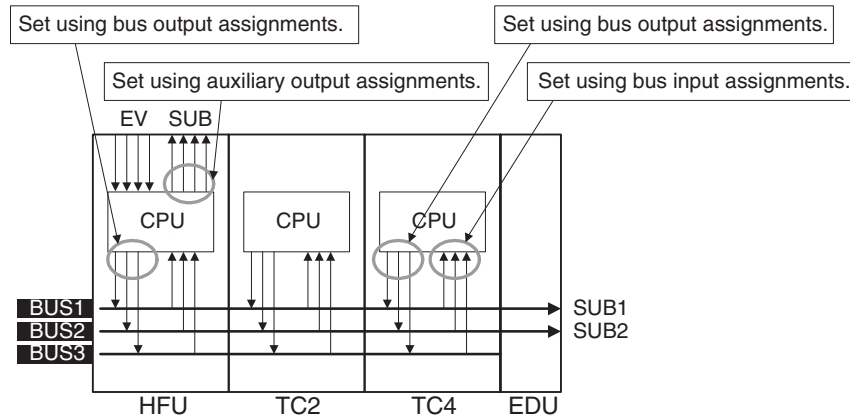 Set using bus output assignments.
Set using bus output assignments.
Set using auxiliary output assignments.
Set using bus input assignments.
EV SUB
CPU CPU CPU
BUS1 SUB1
BUS2 SUB2
BUS3
HFU TC2 TC4 EDU